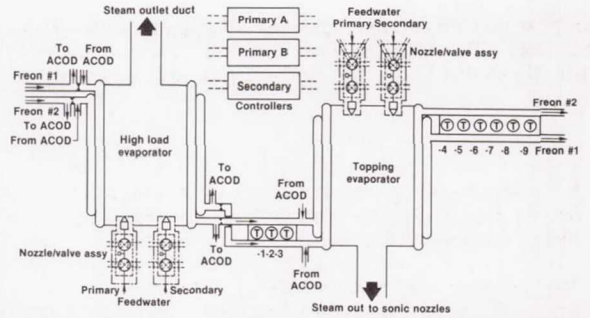 Steam outlet duct
To ACOD
From ACOD
Freon #1
Freon #2
To ACOD
From ACOD
High load evaporator
Nozzle/valve assy
Primary
Secondary
Feedwater
Primary A
Primary B
Secondary
Controllers
To ACOD
To ACOD
From ACOD
From ACOD
-1-2-3
T T T
Feedwater
Primary Secondary
Nozzle/valve assy
Topping evaporator
Freon #2
T T T T T T
-4 -5 -6 -7 -8 -9
Freon #1
Steam out to sonic nozzles